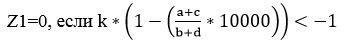 Z1=0, если k * (1 − ((a+c)/(b+d) * 10000)) < −1